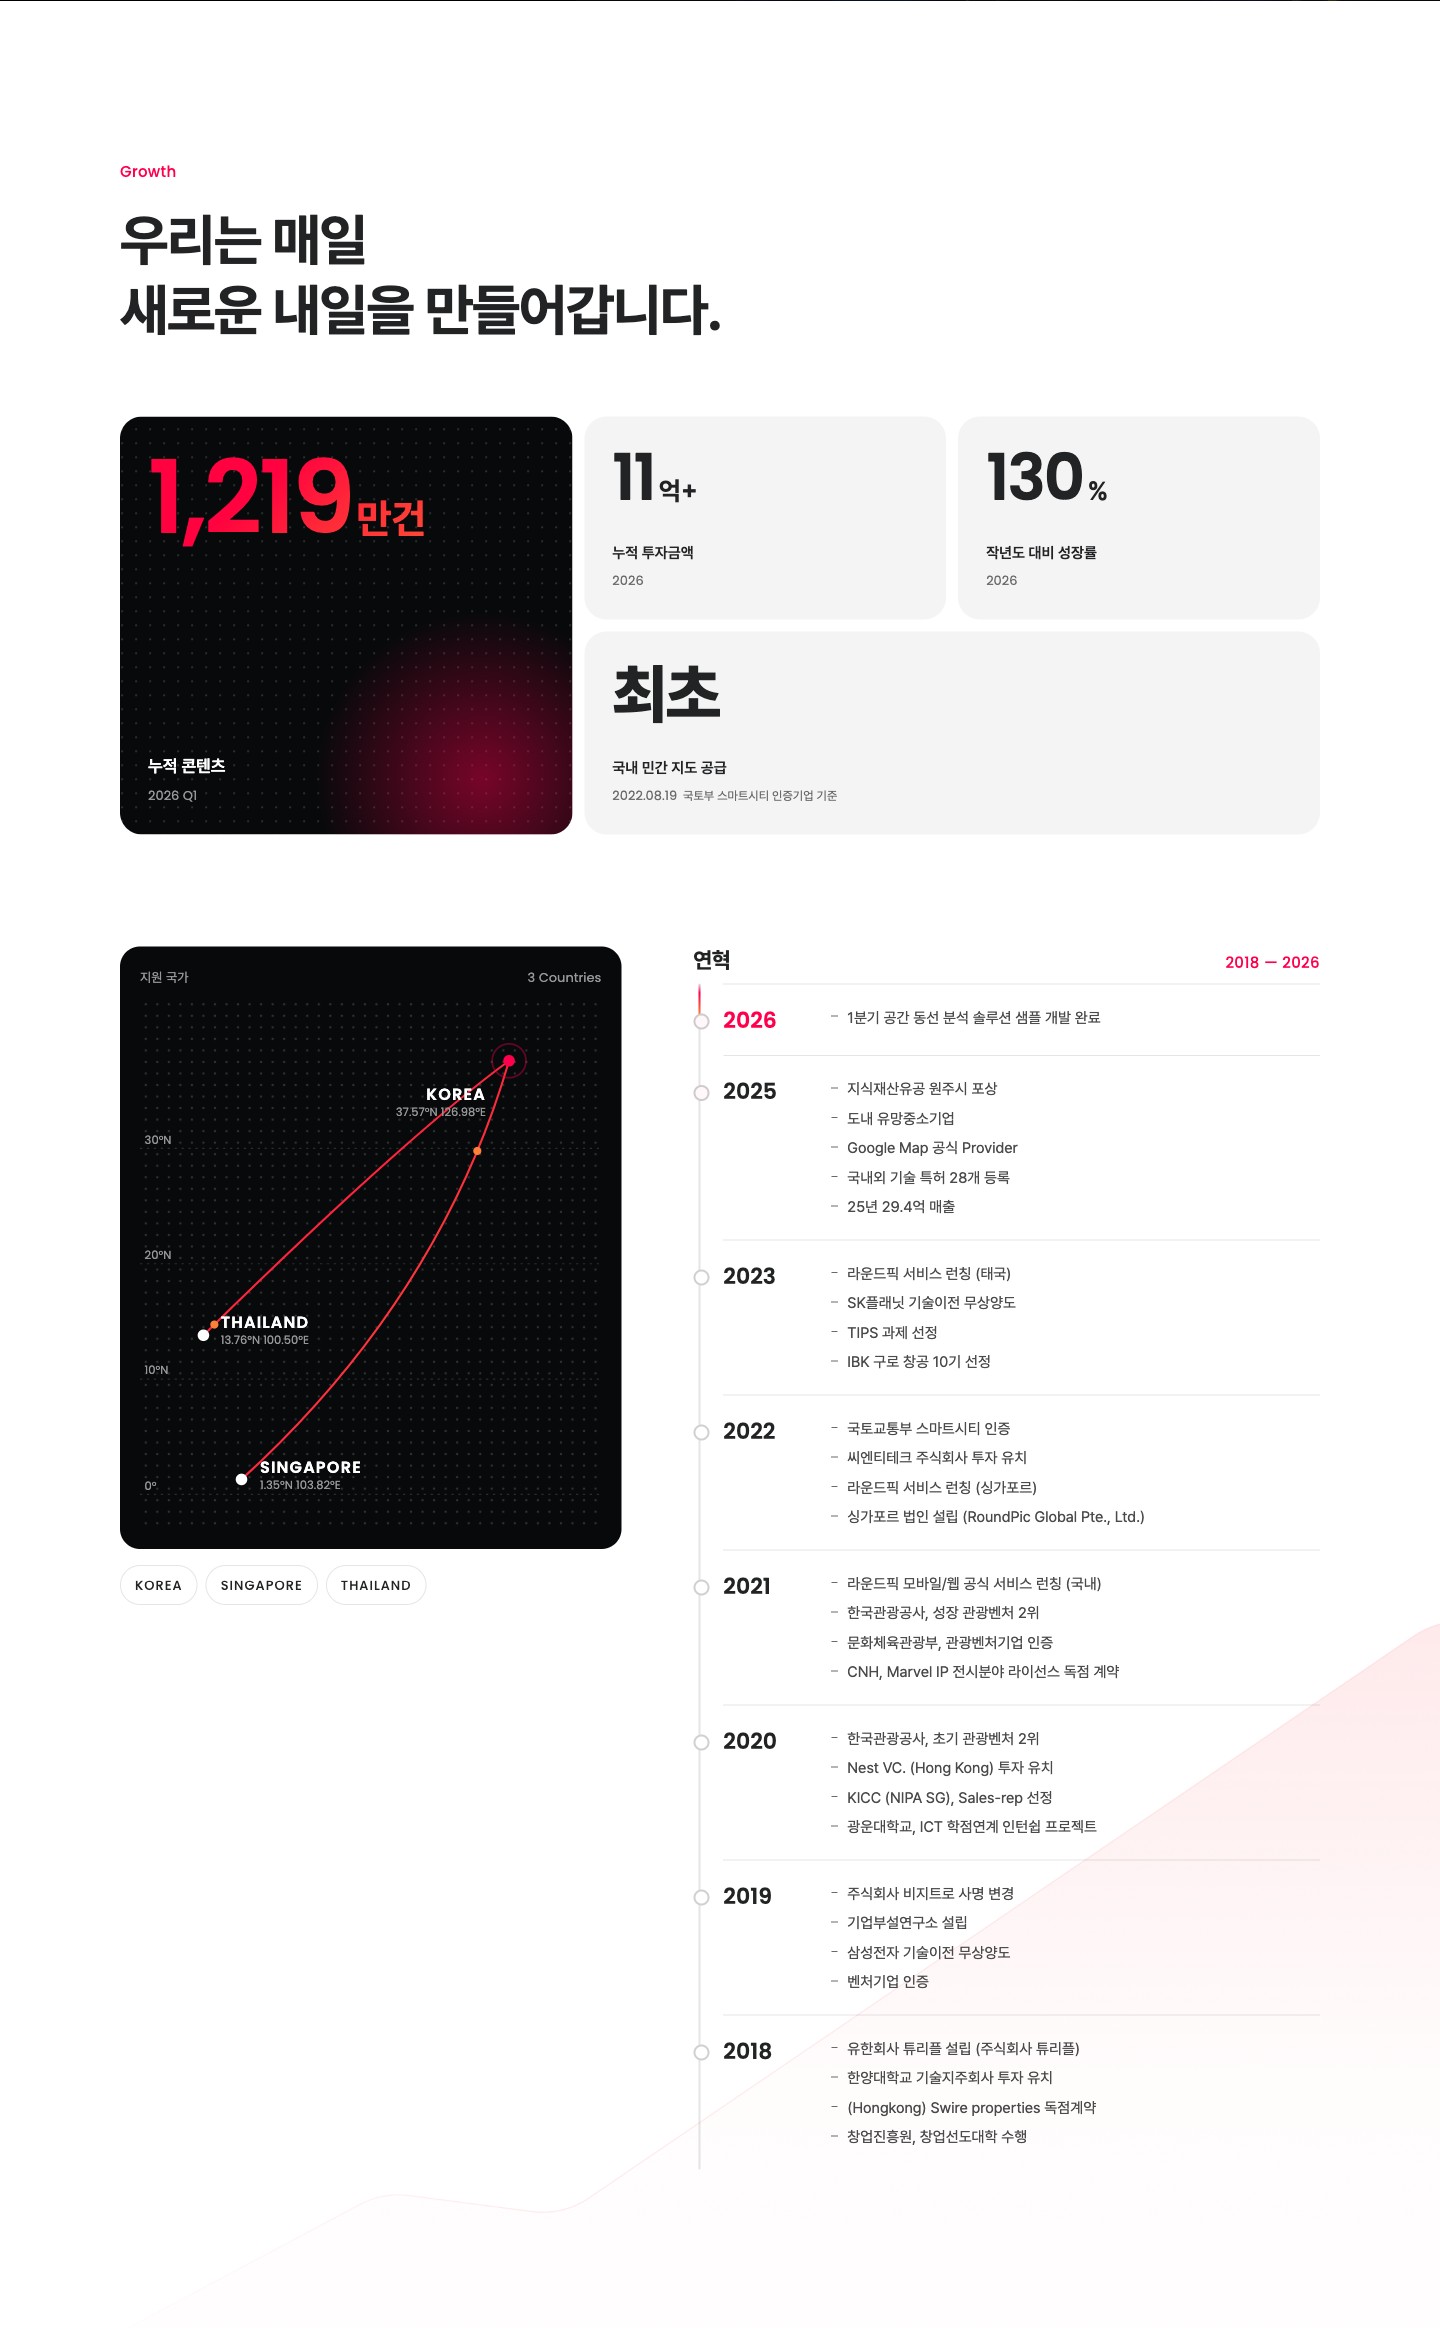 Growth
우리는 매일
새로운 내일을 만들어갑니다.
1,219만건
누적 콘텐츠
2026 Q1
11억+
누적 투자금액
2026
130%
작년도 대비 성장률
2026
최초
국내 민간 지도 공급
2022.08.19 국토부 스마트시티 인증기업 기준
지원 국가
3 Countries
KOREA
37.57°N 126.98°E
30°N
20°N
THAILAND
13.76°N 100.50°E
10°N
SINGAPORE
1.35°N 103.82°E
0°
KOREA
SINGAPORE
THAILAND
연혁
2018 — 2026
2026
– 1분기 공간 동선 분석 솔루션 샘플 개발 완료
2025
– 지식재산유공 원주시 포상
– 도내 유망중소기업
– Google Map 공식 Provider
– 국내외 기술 특허 28개 등록
– 25년 29.4억 매출
2023
– 라운드픽 서비스 런칭 (태국)
– SK플래닛 기술이전 무상양도
– TIPS 과제 선정
– IBK 구로 창공 10기 선정
2022
– 국토교통부 스마트시티 인증
– 씨엔티테크 주식회사 투자 유치
– 라운드픽 서비스 런칭 (싱가포르)
– 싱가포르 법인 설립 (RoundPic Global Pte., Ltd.)
2021
– 라운드픽 모바일/웹 공식 서비스 런칭 (국내)
– 한국관광공사, 성장 관광벤처 2위
– 문화체육관광부, 관광벤처기업 인증
– CNH, Marvel IP 전시분야 라이선스 독점 계약
2020
– 한국관광공사, 초기 관광벤처 2위
– Nest VC. (Hong Kong) 투자 유치
– KICC (NIPA SG), Sales-rep 선정
– 광운대학교, ICT 학점연계 인턴쉽 프로젝트
2019
– 주식회사 비지트로 사명 변경
– 기업부설연구소 설립
– 삼성전자 기술이전 무상양도
– 벤처기업 인증
2018
– 유한회사 튜리플 설립 (주식회사 튜리플)
– 한양대학교 기술지주회사 투자 유치
– (Hongkong) Swire properties 독점계약
– 창업진흥원, 창업선도대학 수행